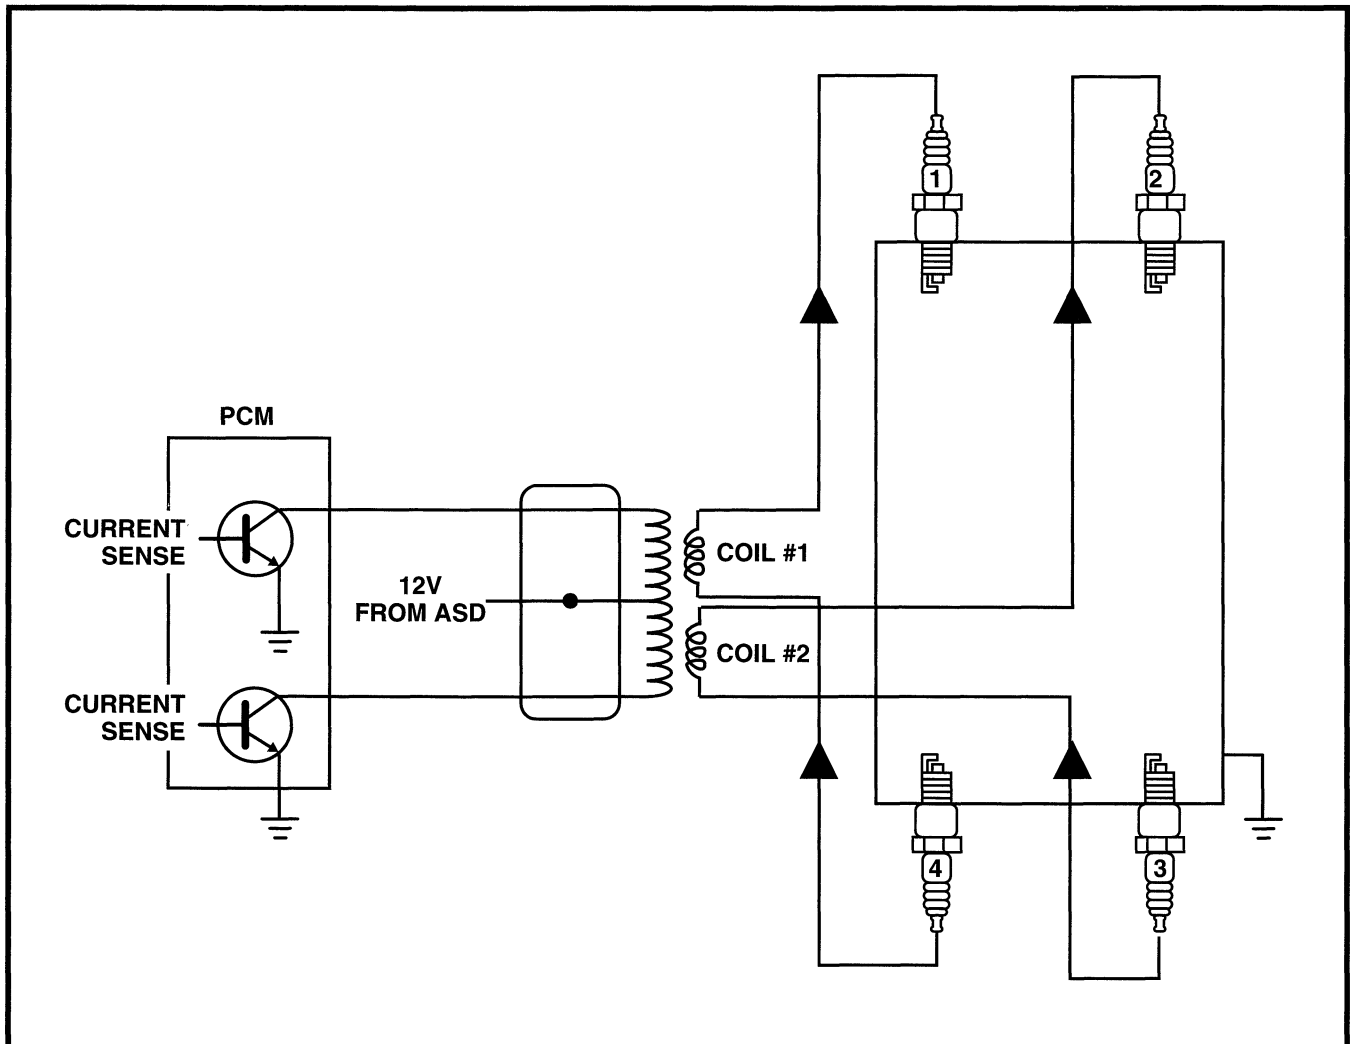 1
2
PCM
CURRENT
SENSE
12V
FROM ASD
COIL #1
COIL #2
CURRENT
SENSE
4
3